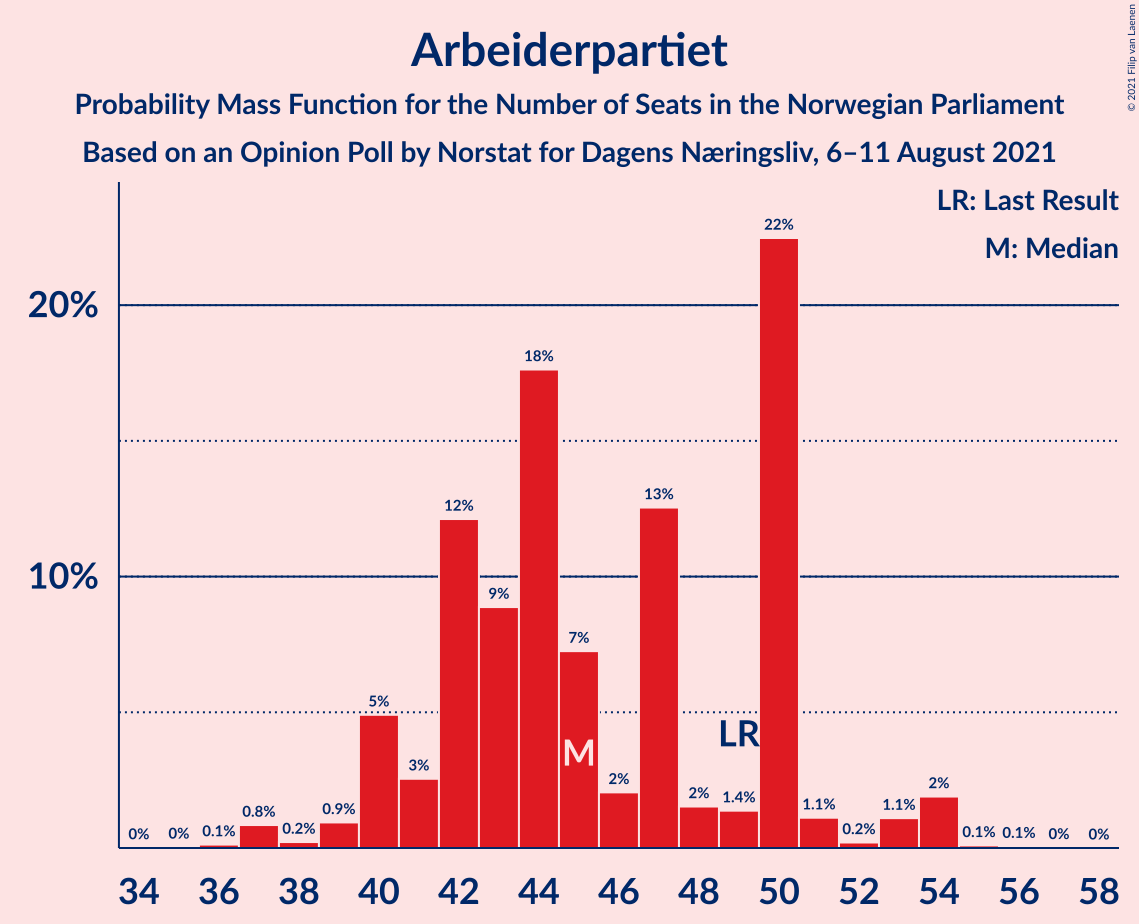 Arbeiderpartiet
Probability Mass Function for the Number of Seats in the Norwegian Parliament
Based on an Opinion Poll by Norstat for Dagens Næringsliv, 6–11 August 2021
© 2021 Filip van Laenen
LR: Last Result
M: Median
20%
10%
0% 0% 0.1% 0.8% 0.2% 0.9% 5% 3% 12% 9% 18% 7% 2% 13% 2% 1.4% 22% 1.1% 0.2% 1.1% 2% 0.1% 0.1% 0% 0%
M
LR
34 36 38 40 42 44 46 48 50 52 54 56 58